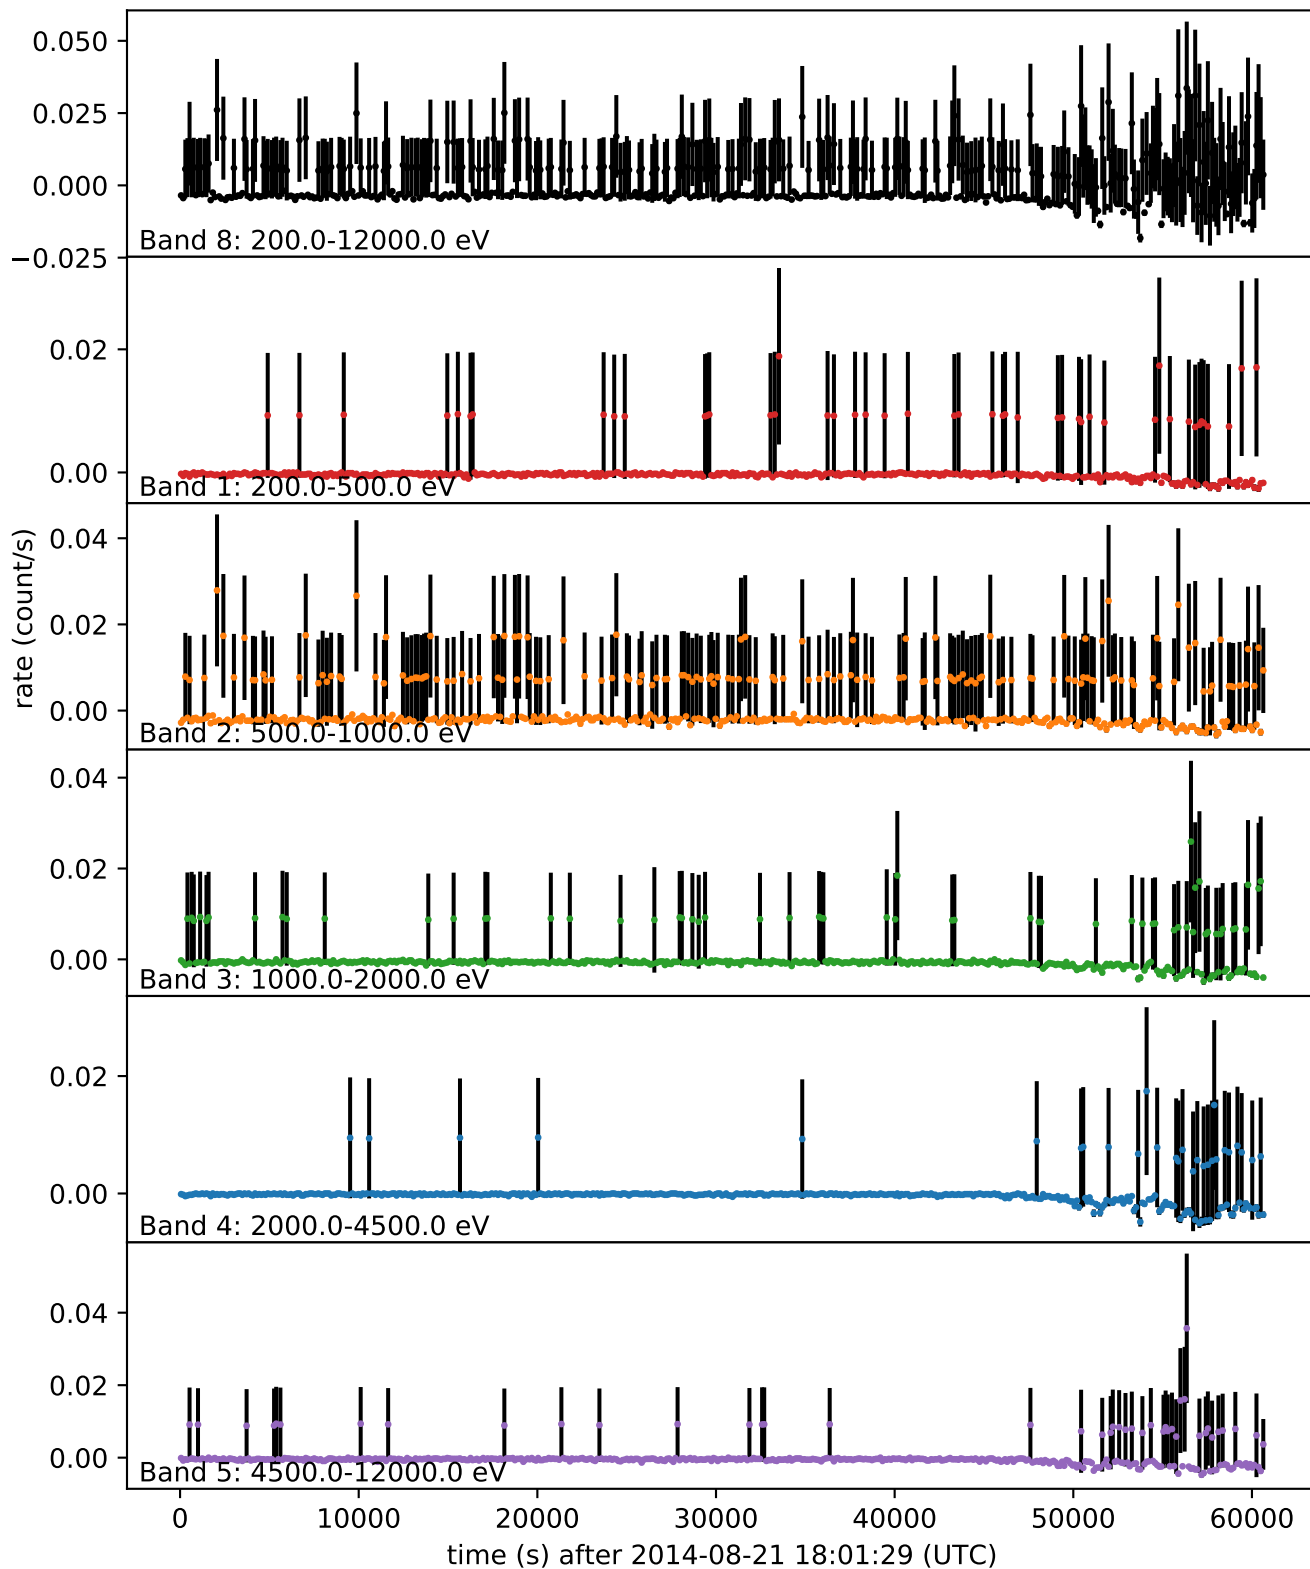 0.050
0.025
0.000
−0.025
Band 8: 200.0-12000.0 eV
0.02
0.00
Band 1: 200.0-500.0 eV
rate (count/s)
0.04
0.02
0.00
Band 2: 500.0-1000.0 eV
0.04
0.02
0.00
Band 3: 1000.0-2000.0 eV
0.02
0.00
Band 4: 2000.0-4500.0 eV
0.04
0.02
0.00
Band 5: 4500.0-12000.0 eV
0 10000 20000 30000 40000 50000 60000
time (s) after 2014-08-21 18:01:29 (UTC)